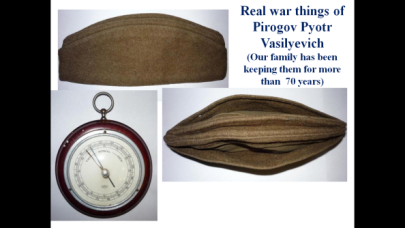 Real war things of
Pirogov Pyotr
Vasilyevich
(Our family has been
keeping them for more
than 70 years)